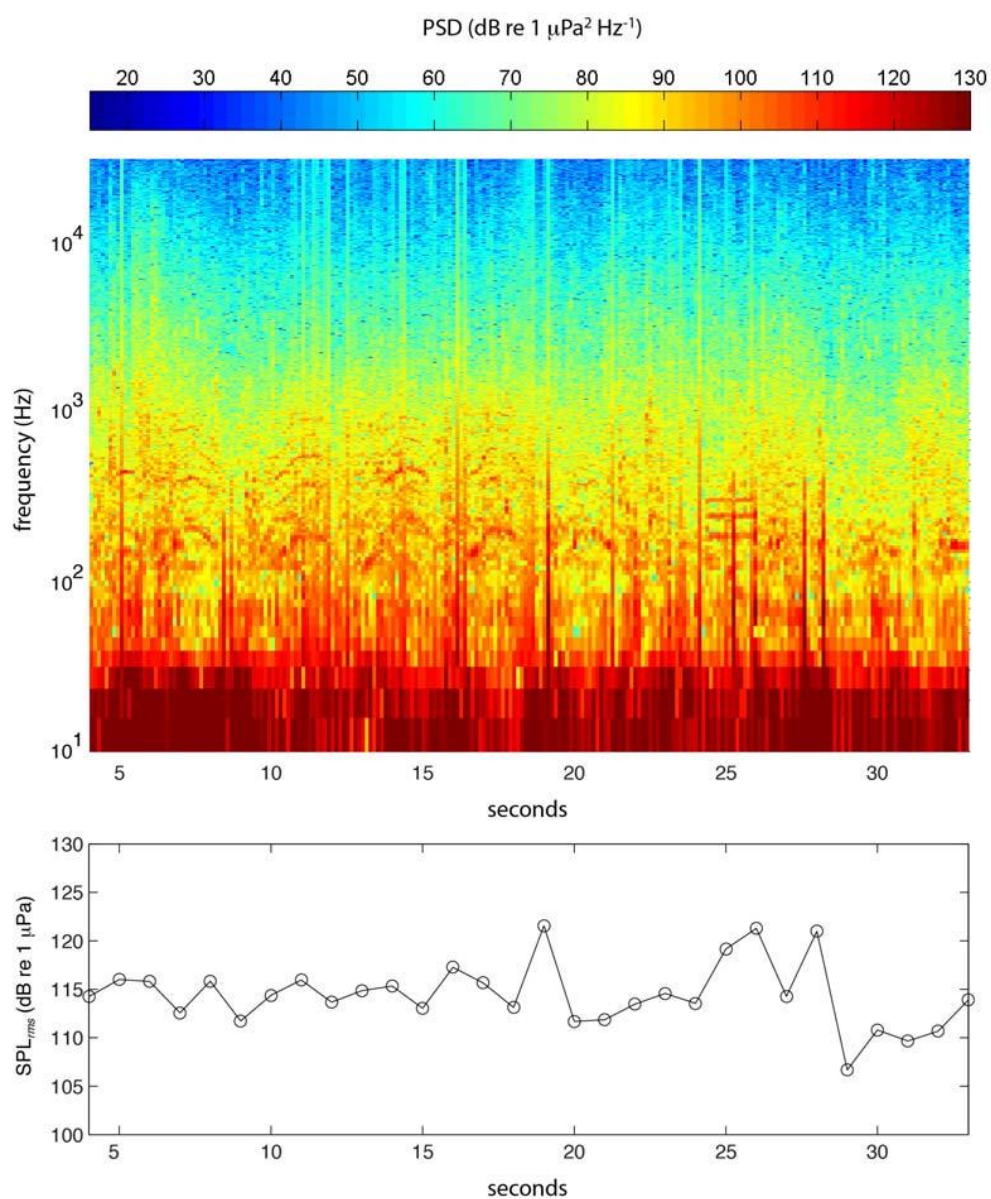 PSD (dB re 1 μPa² Hz⁻¹)
20 30 40 50 60 70 80 90 100 110 120 130
10⁴
10³
10²
10¹
frequency (Hz)
5 10 15 20 25 30
seconds
130
125
120
115
110
105
100
SPLrms (dB re 1 μPa)
5 10 15 20 25 30
seconds